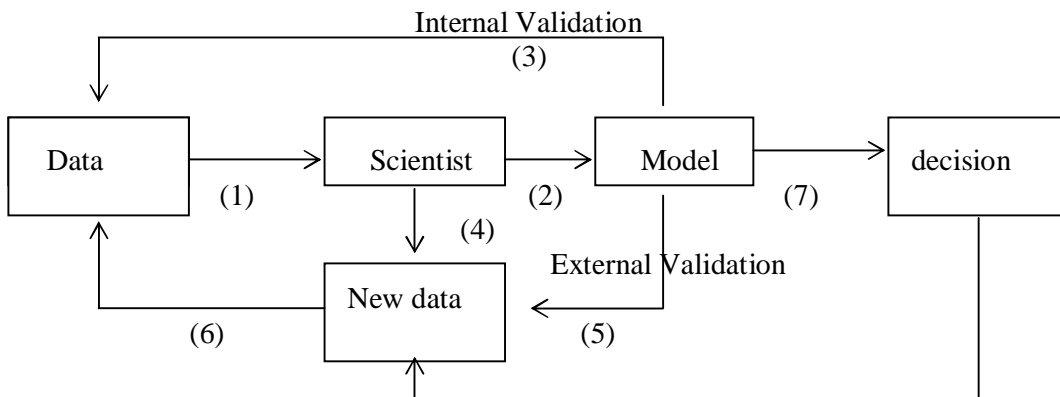 Internal Validation
(3)
Data
Scientist
Model
decision
(1)
(2)
(7)
(4)
External Validation
New data
(6)
(5)